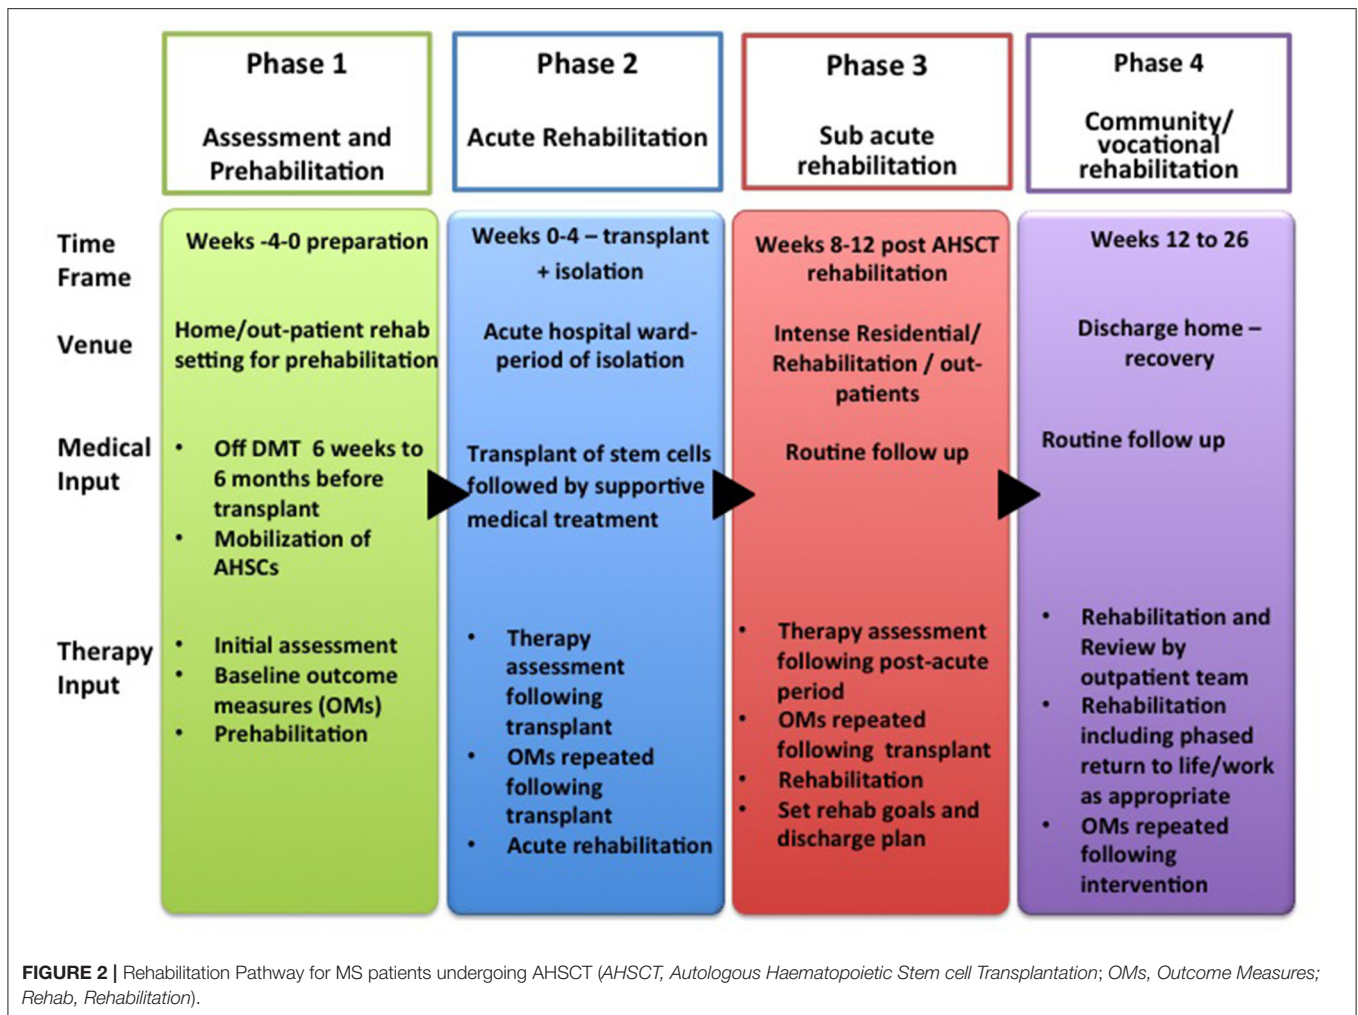 Phase 1
Assessment and
Prehabilitation
Phase 2
Acute Rehabilitation
Phase 3
Sub acute
rehabilitation
Phase 4
Community/
vocational
rehabilitation
Time
Frame
Weeks -4-0 preparation
Weeks 0-4 – transplant
+ isolation
Weeks 8-12 post AHSCT
rehabilitation
Weeks 12 to 26
Venue
Home/out-patient rehab
setting for prehabilitation
Acute hospital ward-
period of isolation
Intense Residential/
Rehabilitation / out-
patients
Discharge home –
recovery
Medical
Input
• Off DMT 6 weeks to
6 months before
transplant
• Mobilization of
AHSCs
Transplant of stem cells
followed by supportive
medical treatment
Routine follow up
Routine follow up
Therapy
Input
• Initial assessment
• Baseline outcome
measures (OMs)
• Prehabilitation
• Therapy
assessment
following
transplant
• OMs repeated
following
transplant
• Acute rehabilitation
• Therapy assessment
following post-acute
period
• OMs repeated
following transplant
• Rehabilitation
• Set rehab goals and
discharge plan
• Rehabilitation and
Review by
outpatient team
• Rehabilitation
including phased
return to life/work
as appropriate
• OMs repeated
following
intervention
FIGURE 2 | Rehabilitation Pathway for MS patients undergoing AHSCT (AHSCT, Autologous Haematopoietic Stem cell Transplantation; OMs, Outcome Measures;
Rehab, Rehabilitation).